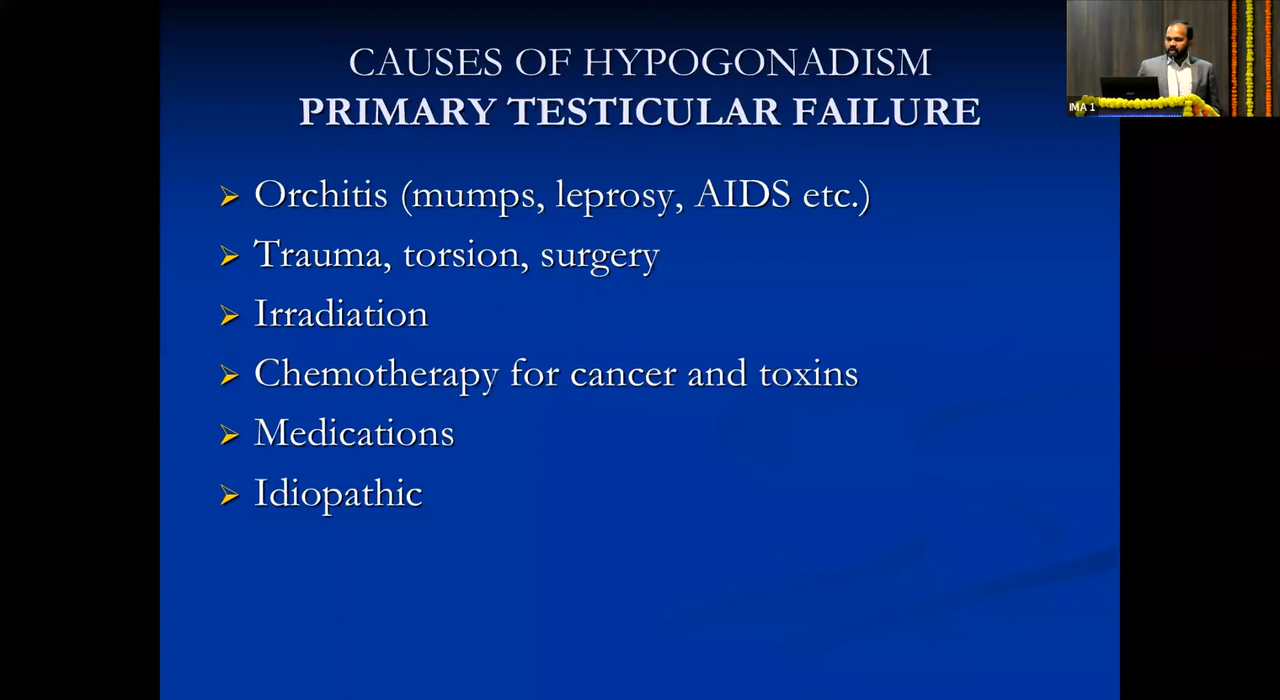 CAUSES OF HYPOGONADISM
PRIMARY TESTICULAR FAILURE
Orchitis (mumps, leprosy, AIDS etc.)
Trauma, torsion, surgery
Irradiation
Chemotherapy for cancer and toxins
Medications
Idiopathic
IMA 1